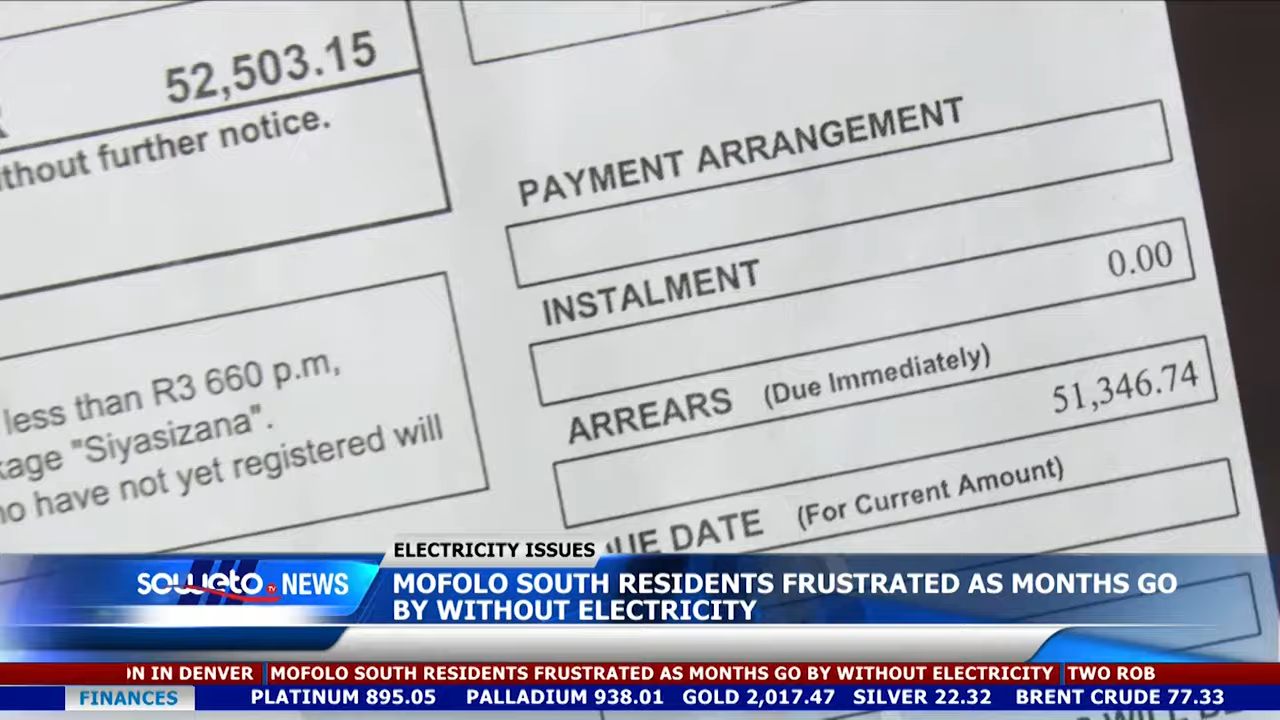 52,503.15
without further notice.
less than R3 660 p.m,
"Siyasizana".
have not yet registered will
PAYMENT ARRANGEMENT
INSTALMENT
0.00
ARREARS (Due Immediately)
51,346.74
DATE (For Current Amount)
ELECTRICITY ISSUES
soweto tv NEWS
MOFOLO SOUTH RESIDENTS FRUSTRATED AS MONTHS GO
BY WITHOUT ELECTRICITY
IN DENVER MOFOLO SOUTH RESIDENTS FRUSTRATED AS MONTHS GO BY WITHOUT ELECTRICITY TWO ROB
FINANCES PLATINUM 895.05 PALLADIUM 938.01 GOLD 2,017.47 SILVER 22.32 BRENT CRUDE 77.33